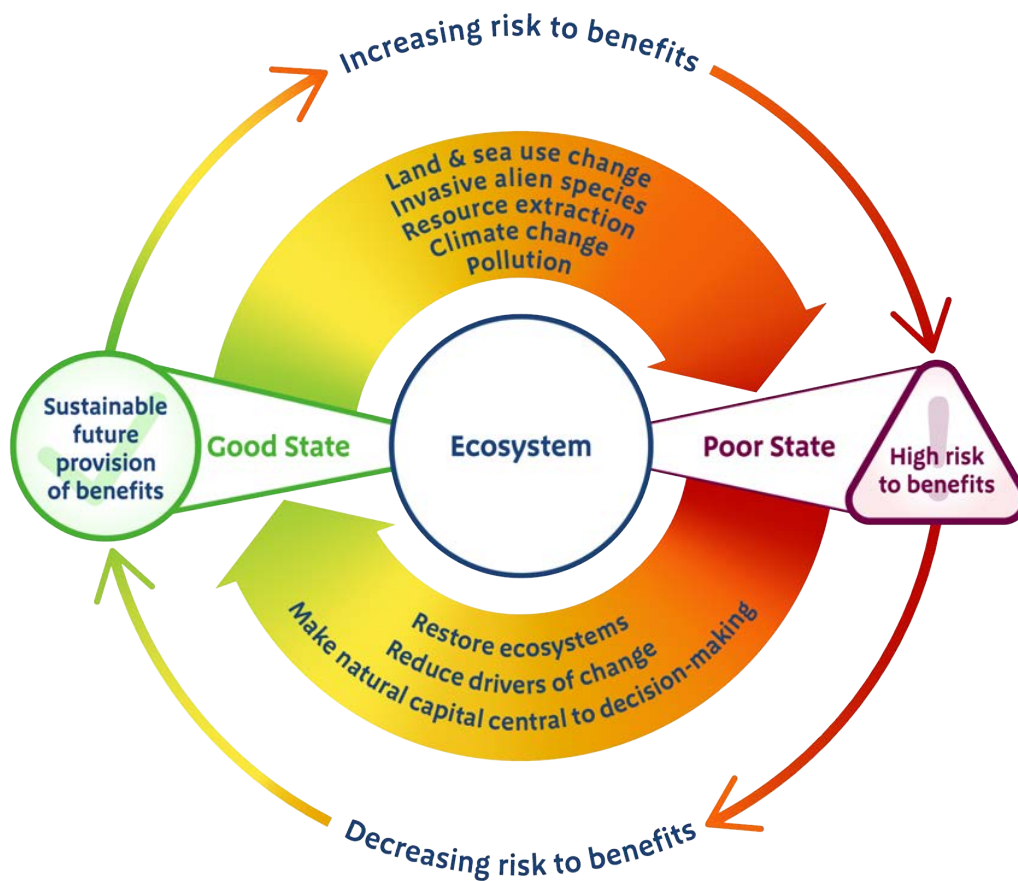 Increasing risk to benefits
Land & sea use change
Invasive alien species
Resource extraction
Climate change
Pollution
Sustainable
future
provision
of benefits
Good State
Ecosystem
Poor State
High risk
to benefits
Restore ecosystems
Reduce drivers of change
Make natural capital central to decision-making
Decreasing risk to benefits